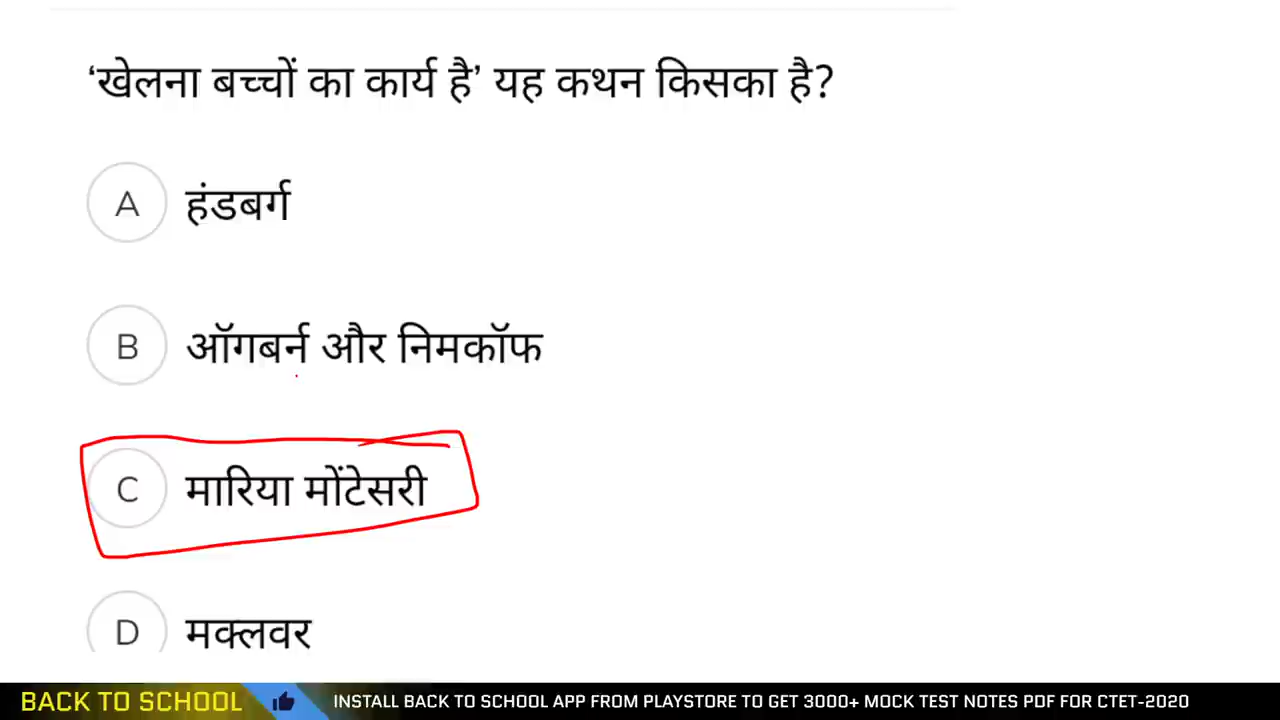 ‘खेलना बच्चों का कार्य है’ यह कथन किसका है?
A हंडबर्ग
B ऑगबर्न और निमकॉफ
C मारिया मोंटेसरी
D मक्लवर
BACK TO SCHOOL INSTALL BACK TO SCHOOL APP FROM PLAYSTORE TO GET 3000+ MOCK TEST NOTES PDF FOR CTET-2020